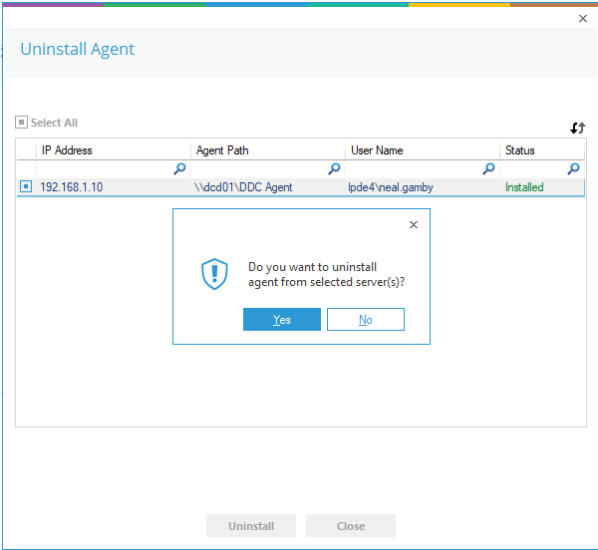 Uninstall Agent
Select All
IP Address Agent Path User Name Status
192.168.1.10 \\dcd01\DDC Agent lpde4\neal.gamby Installed
Do you want to uninstall
agent from selected server(s)?
Yes No
Uninstall Close